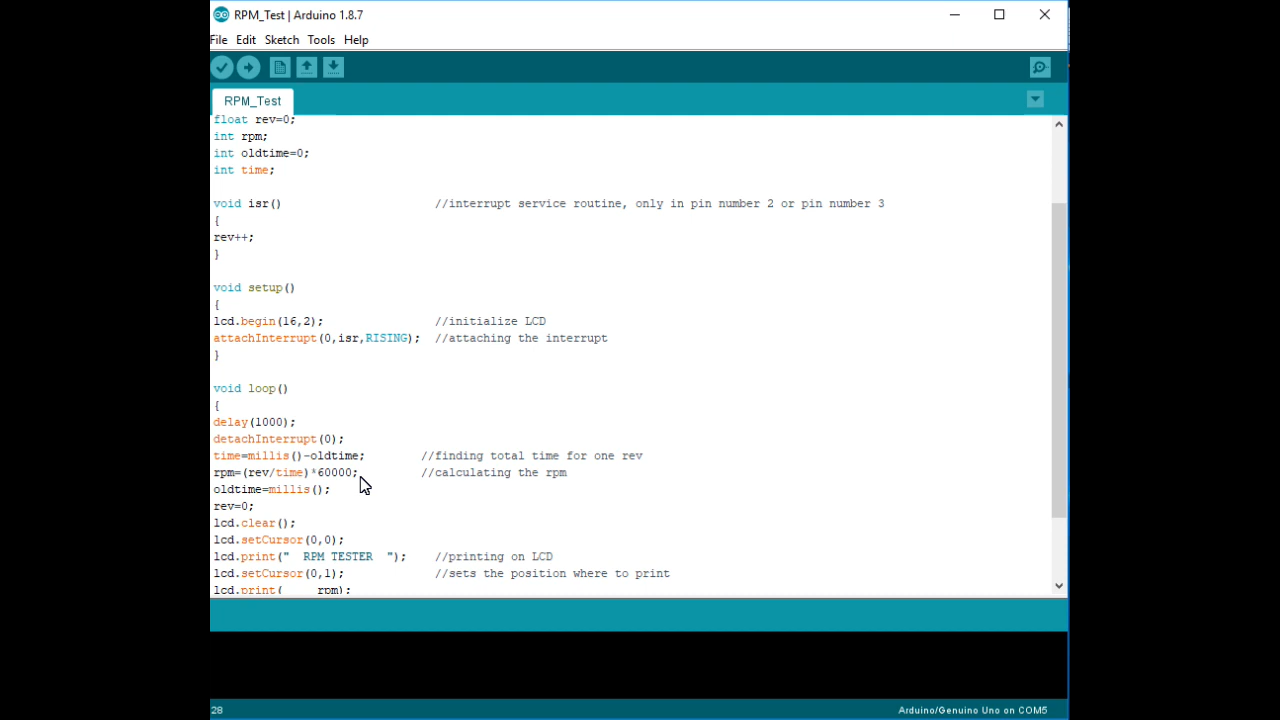 RPM_Test | Arduino 1.8.7
File Edit Sketch Tools Help
RPM_Test
float rev=0;
int rpm;
int oldtime=0;
int time;
void isr() //interrupt service routine, only in pin number 2 or pin number 3
{
rev++;
}
void setup()
{
lcd.begin(16,2); //initialize LCD
attachInterrupt(0,isr,RISING); //attaching the interrupt
}
void loop()
{
delay(1000);
detachInterrupt(0);
time=millis()-oldtime; //finding total time for one rev
rpm=(rev/time)*60000; //calculating the rpm
oldtime=millis();
rev=0;
lcd.clear();
lcd.setCursor(0,0);
lcd.print("  RPM TESTER  "); //printing on LCD
lcd.setCursor(0,1); //sets the position where to print
lcd.print(     rpm);
28
Arduino/Genuino Uno on COM5